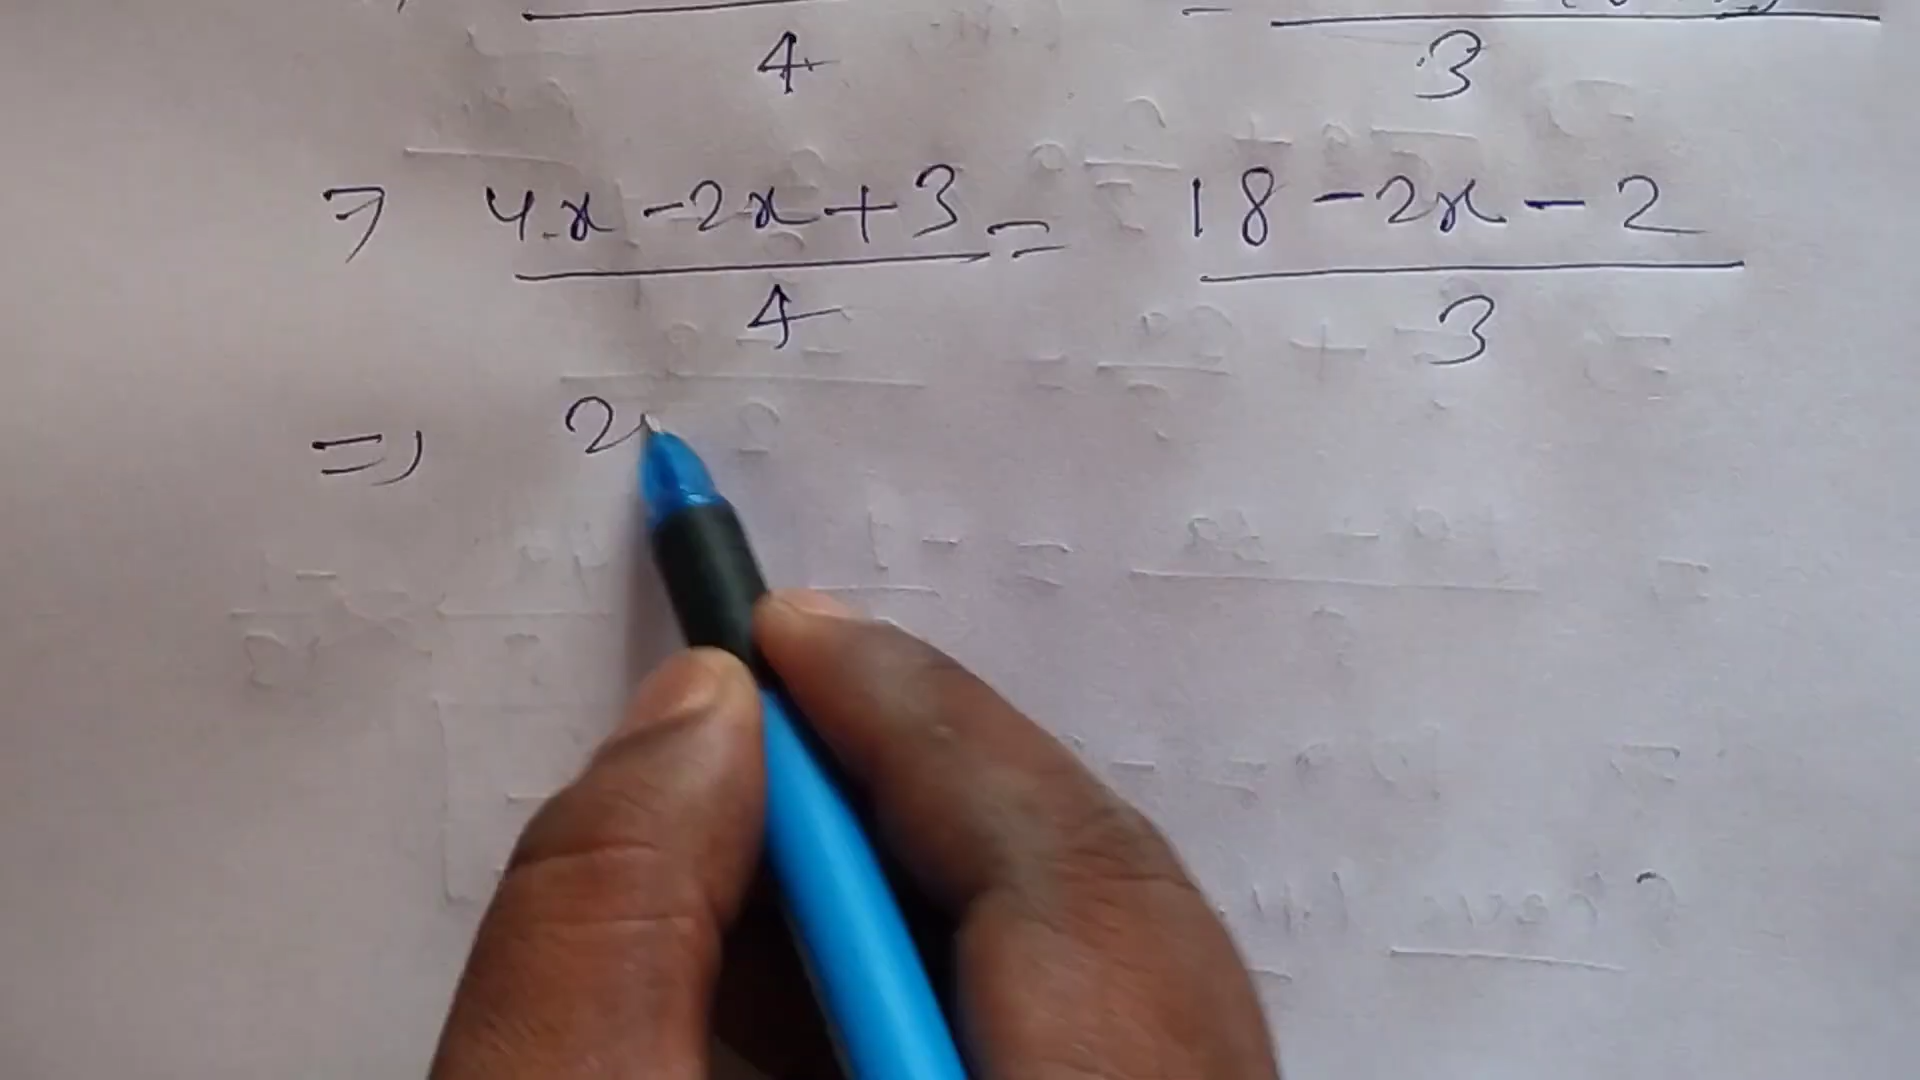 4 - 3
⇒ 4x - 2x + 3 / 4 = 18 - 2x - 2 / 3
⇒ 2